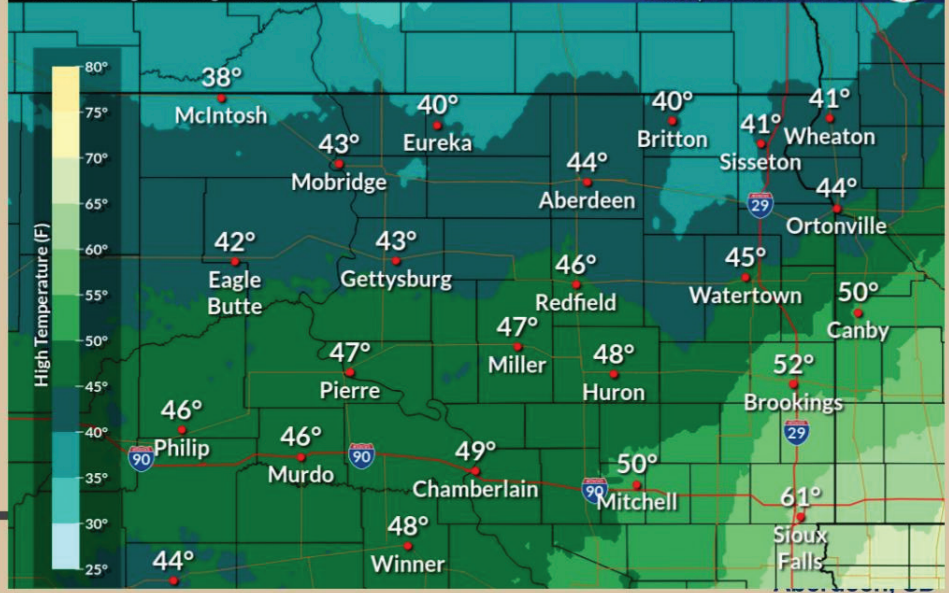 80°
75°
70°
65°
60°
55°
50°
45°
40°
35°
30°
25°
High Temperature (F)
38°
McIntosh
40°
Eureka
40°
Britton
41°
Sisseton
41°
Wheaton
43°
Mobridge
44°
Aberdeen
29
44°
Ortonville
42°
Eagle
Butte
43°
Gettysburg
46°
Redfield
45°
Watertown
50°
Canby
47°
Miller
47°
Pierre
48°
Huron
52°
Brookings
29
46°
Philip
90
46°
Murdo
90
49°
Chamberlain
90
50°
Mitchell
61°
Sioux
Falls
48°
Winner
44°